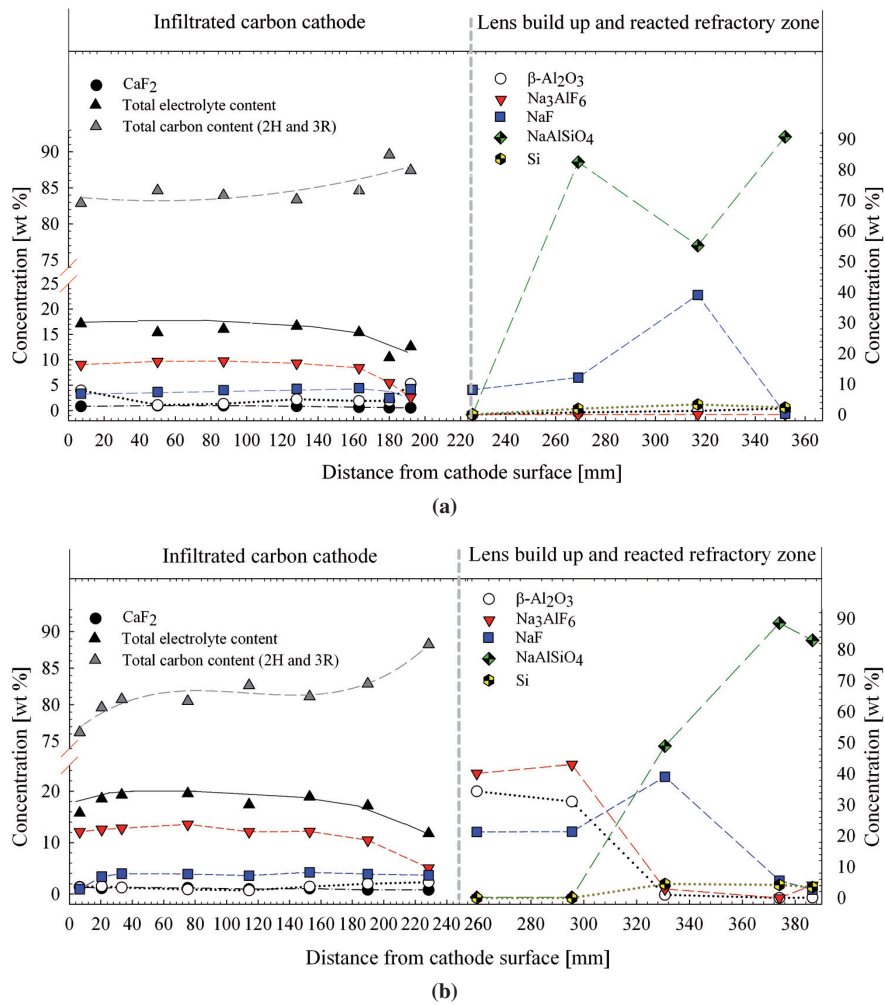 Infiltrated carbon cathode
Lens build up and reacted refractory zone
CaF2
Total electrolyte content
Total carbon content (2H and 3R)
β-Al2O3
Na3AlF6
NaF
NaAlSiO4
Si
Concentration [wt %]
90
85
80
75
25
20
15
10
5
0
Concentration [wt %]
90
80
70
60
50
40
30
20
10
0
0 20 40 60 80 100 120 140 160 180 200 220 240 260 280 300 320 340 360
Distance from cathode surface [mm]
(a)
Infiltrated carbon cathode
Lens build up and reacted refractory zone
CaF2
Total electrolyte content
Total carbon content (2H and 3R)
β-Al2O3
Na3AlF6
NaF
NaAlSiO4
Si
Concentration [wt %]
90
85
80
75
20
10
0
Concentration [wt %]
90
80
70
60
50
40
30
20
10
0
0 20 40 60 80 100 120 140 160 180 200 220 240 260 280 300 320 340 360 380
Distance from cathode surface [mm]
(b)